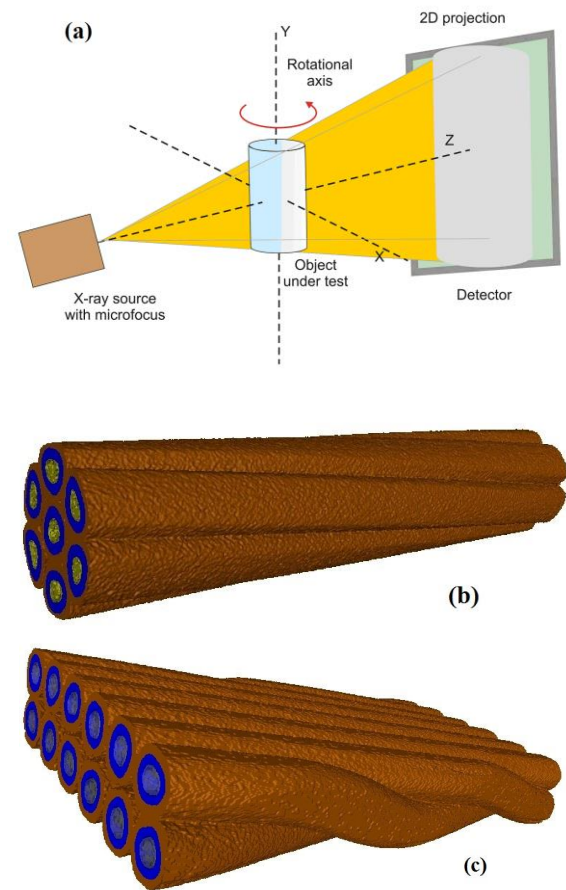 (a)
Y
2D projection
Rotational
axis
Z
X
Object
under test
X-ray source
with microfocus
Detector
(b)
(c)